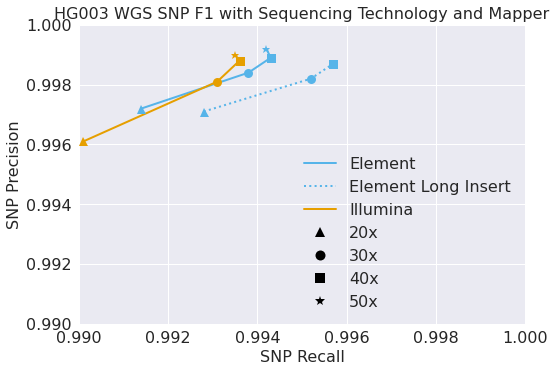 HG003 WGS SNP F1 with Sequencing Technology and Mapper
1.000
0.998
0.996
0.994
0.992
0.990
SNP Precision
Element
Element Long Insert
Illumina
20x
30x
40x
50x
0.990 0.992 0.994 0.996 0.998 1.000
SNP Recall